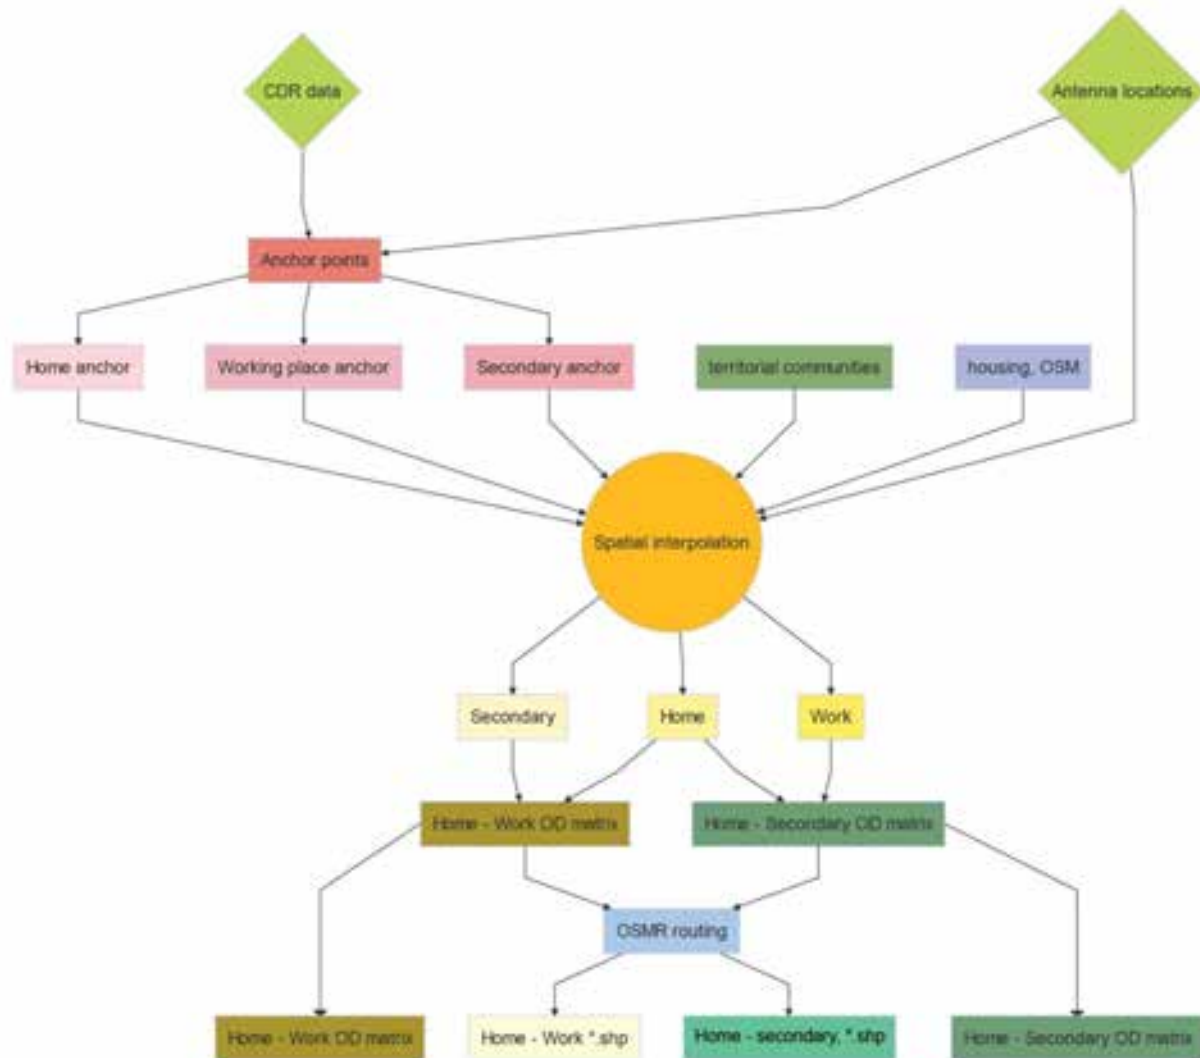 CDR data
Antenna locations
Anchor points
Home anchor
Working place anchor
Secondary anchor
territorial communities
housing, OSM
Spatial interpolation
Secondary
Home
Work
Home - Work OD matrix
Home - Secondary OD matrix
OSMR routing
Home - Work OD matrix
Home - Work *.shp
Home - secondary, *.shp
Home - Secondary OD matrix